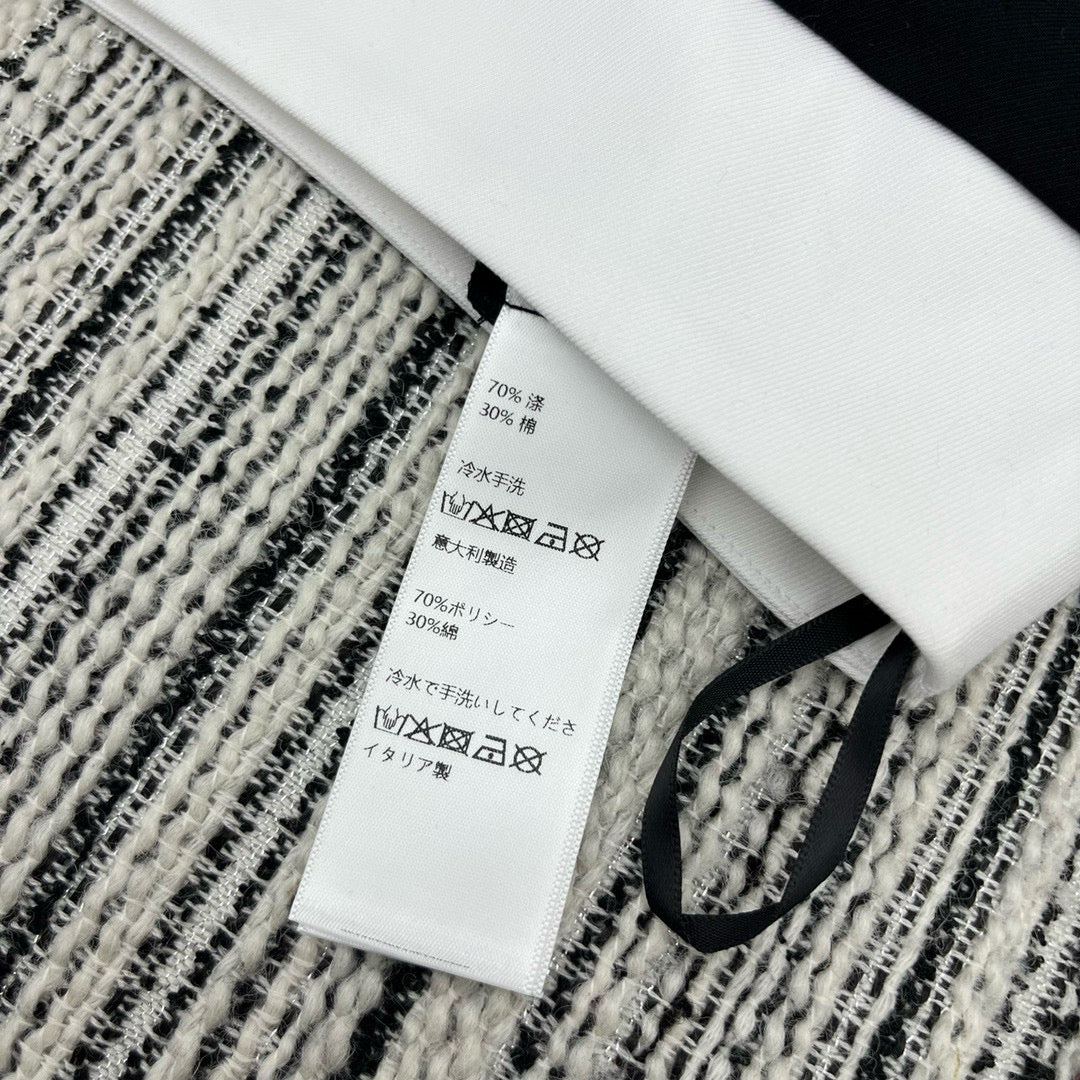 70% 涤
30% 棉
冷水手洗
意大利製造
70%ポリシー
30%綿
冷水で手洗いしてくださ
イタリア製